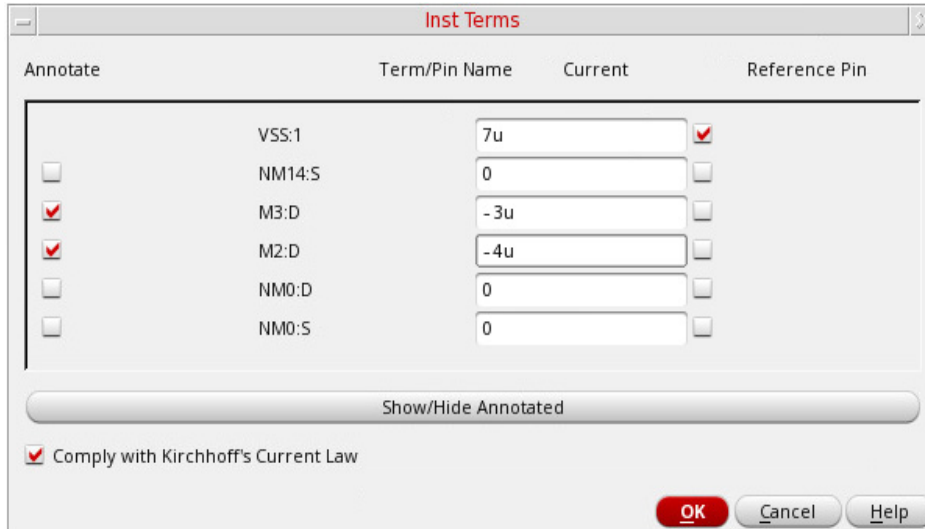 Inst Terms
Annotate Term/Pin Name Current Reference Pin
VSS:1 7u
NM14:S 0
M3:D -3u
M2:D -4u
NM0:D 0
NM0:S 0
Show/Hide Annotated
Comply with Kirchhoff's Current Law
OK Cancel Help